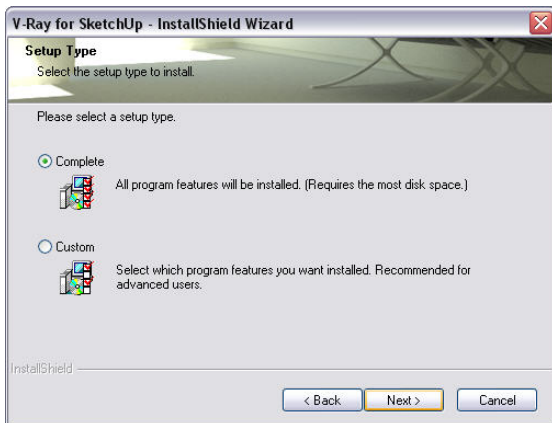 V-Ray for SketchUp - InstallShield Wizard
Setup Type
Select the setup type to install.
Please select a setup type.
Complete
All program features will be installed. (Requires the most disk space.)
Custom
Select which program features you want installed. Recommended for
advanced users.
InstallShield
< Back Next > Cancel